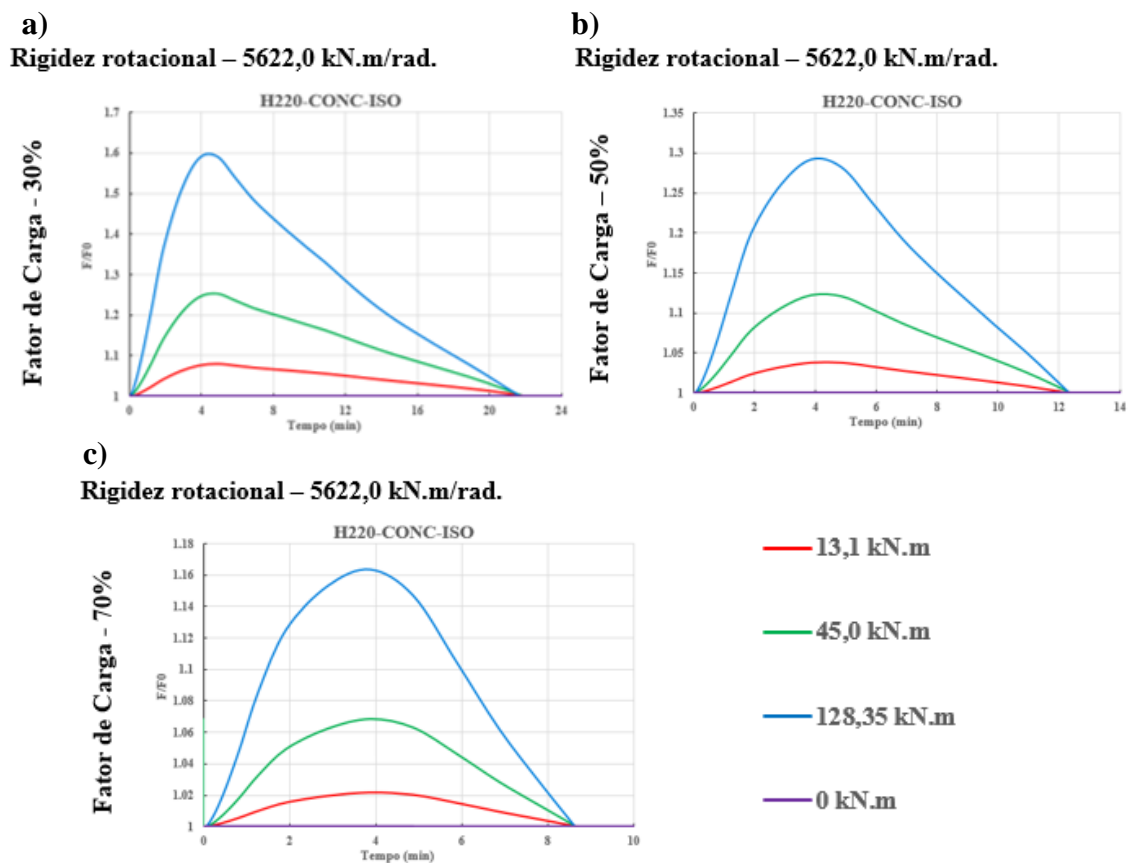 a)
Rigidez rotacional – 5622,0 kN.m/rad.
H220-CONC-ISO
Fator de Carga - 30%
F/F0
1.7
1.6
1.5
1.4
1.3
1.2
1.1
1
0 4 8 12 16 20 24
Tempo (min)
b)
Rigidez rotacional – 5622,0 kN.m/rad.
H220-CONC-ISO
Fator de Carga – 50%
F/F0
1.35
1.3
1.25
1.2
1.15
1.1
1.05
1
0 2 4 6 8 10 12 14
Tempo (min)
c)
Rigidez rotacional – 5622,0 kN.m/rad.
H220-CONC-ISO
Fator de Carga - 70%
F/F0
1.18
1.16
1.14
1.12
1.1
1.08
1.06
1.04
1.02
1
0 2 4 6 8 10
Tempo (min)
13,1 kN.m
45,0 kN.m
128,35 kN.m
0 kN.m